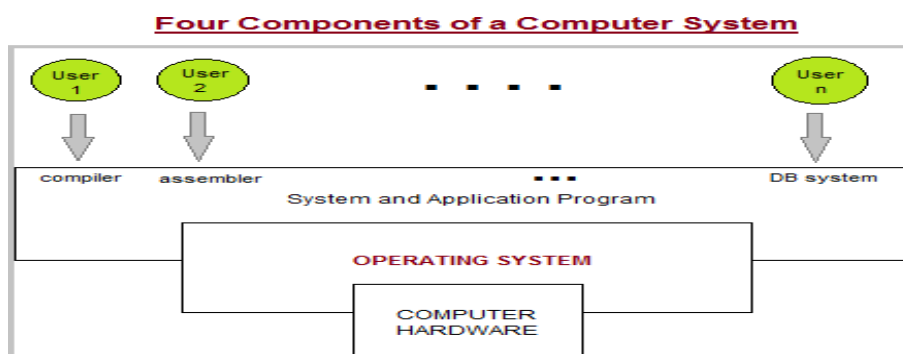 Four Components of a Computer System
User
1
User
2
. . . .
User
n
compiler
assembler
...
DB system
System and Application Program
OPERATING SYSTEM
COMPUTER
HARDWARE